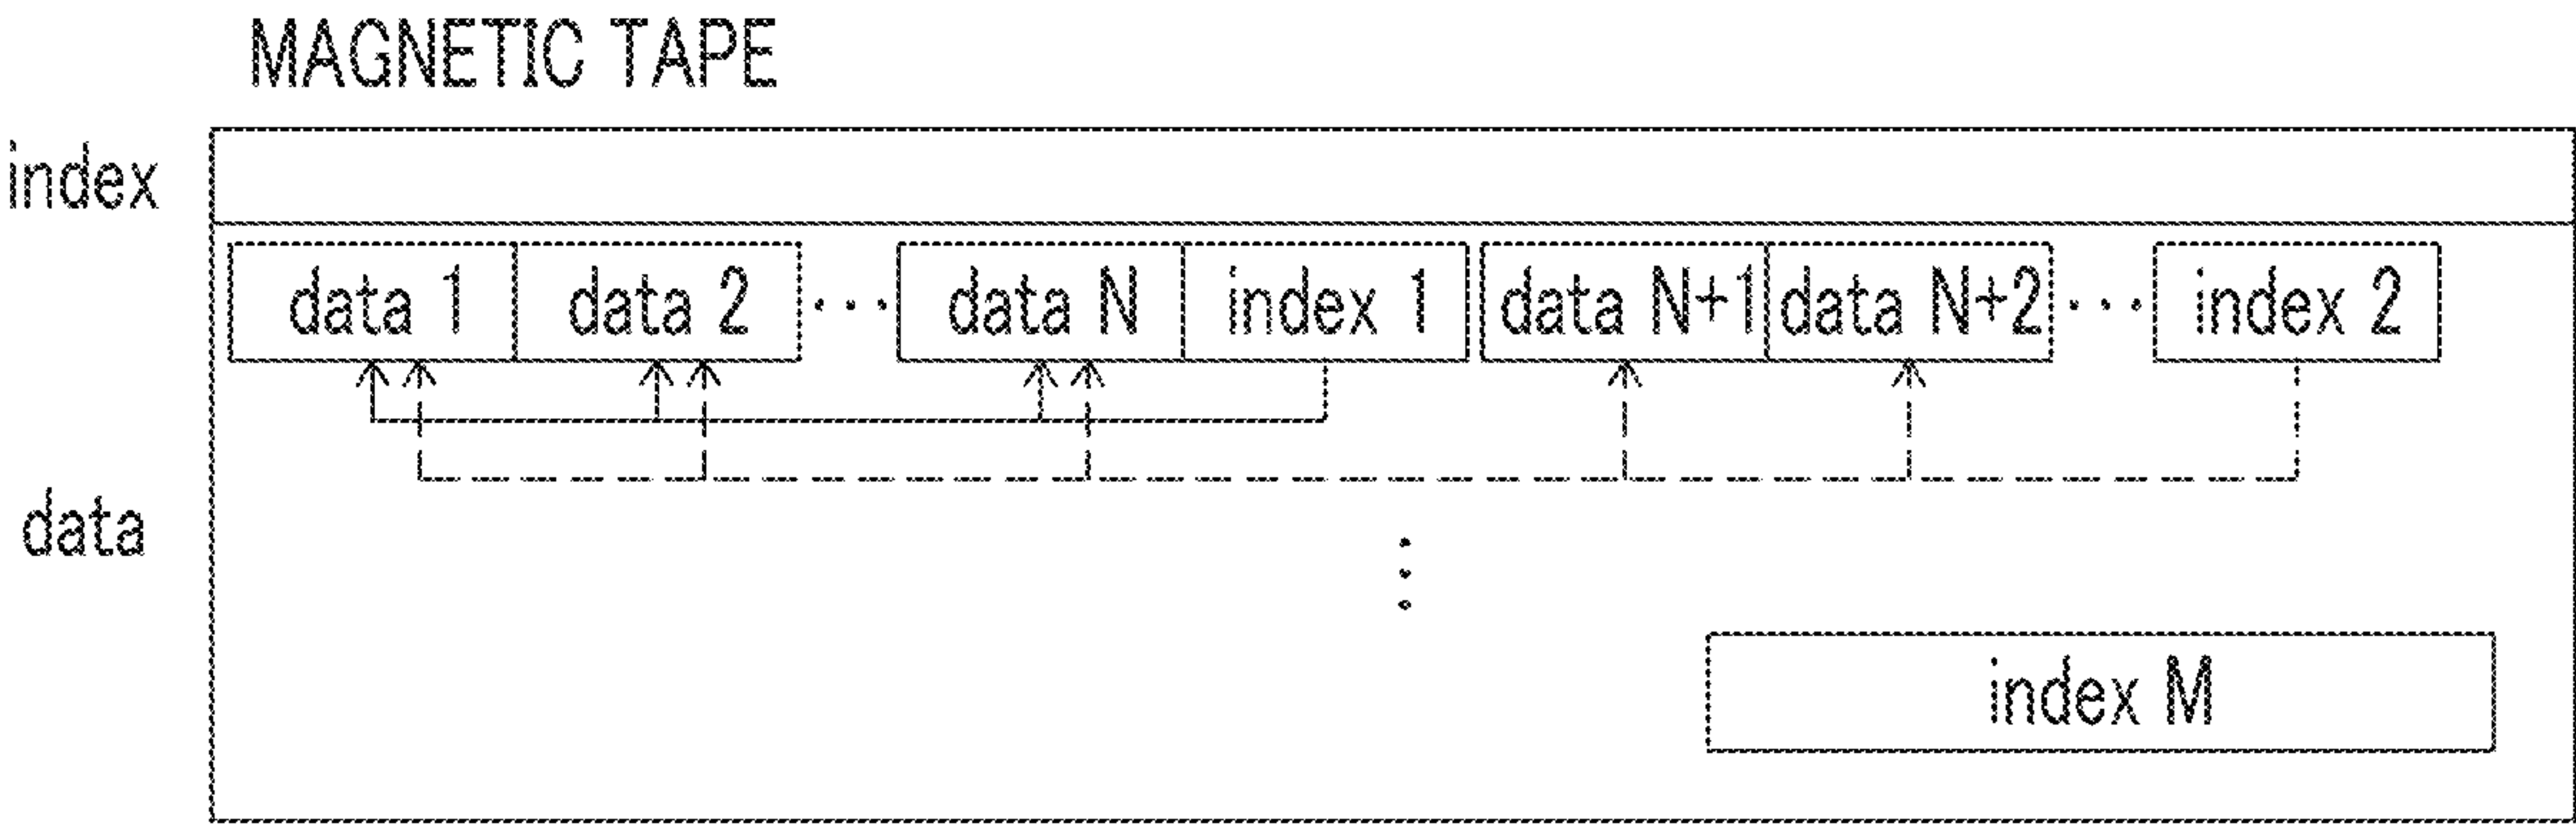 MAGNETIC TAPE
index
data 1 data 2 ··· data N index 1 data N+1 data N+2 ··· index 2
data
⋮
index M